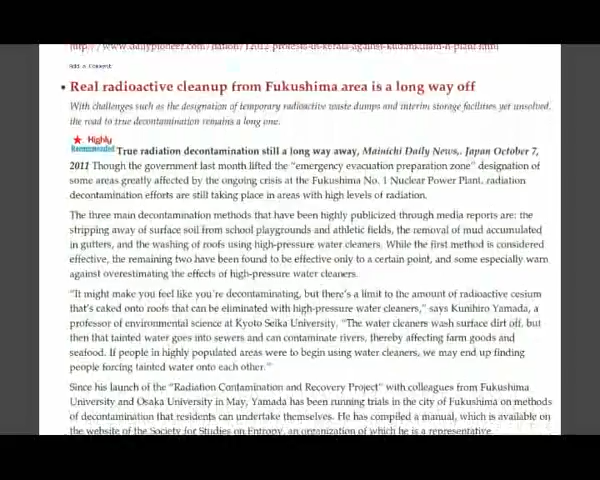 http://www.dailypioneer.com/nation/12012-protests-in-kerala-against-kudankulam-n-plant.html
Add a Comment
• Real radioactive cleanup from Fukushima area is a long way off
With challenges such as the designation of temporary radioactive waste dumps and interim storage facilities yet unsolved,
the road to true decontamination remains a long one.
Highly
Recommended True radiation decontamination still a long way away, Mainichi Daily News,. Japan October 7,
2011 Though the government last month lifted the "emergency evacuation preparation zone" designation of
some areas greatly affected by the ongoing crisis at the Fukushima No. 1 Nuclear Power Plant, radiation
decontamination efforts are still taking place in areas with high levels of radiation.
The three main decontamination methods that have been highly publicized through media reports are: the
stripping away of surface soil from school playgrounds and athletic fields, the removal of mud accumulated
in gutters, and the washing of roofs using high-pressure water cleaners. While the first method is considered
effective, the remaining two have been found to be effective only to a certain point, and some especially warn
against overestimating the effects of high-pressure water cleaners.
"It might make you feel like you're decontaminating, but there's a limit to the amount of radioactive cesium
that's caked onto roofs that can be eliminated with high-pressure water cleaners," says Kunihiro Yamada, a
professor of environmental science at Kyoto Seika University. "The water cleaners wash surface dirt off, but
then that tainted water goes into sewers and can contaminate rivers, thereby affecting farm goods and
seafood. If people in highly populated areas were to begin using water cleaners, we may end up finding
people forcing tainted water onto each other."
Since his launch of the "Radiation Contamination and Recovery Project" with colleagues from Fukushima
University and Osaka University in May, Yamada has been running trials in the city of Fukushima on methods
of decontamination that residents can undertake themselves. He has compiled a manual, which is available on
the website of the Society for Studies on Entropy, an organization of which he is a representative.